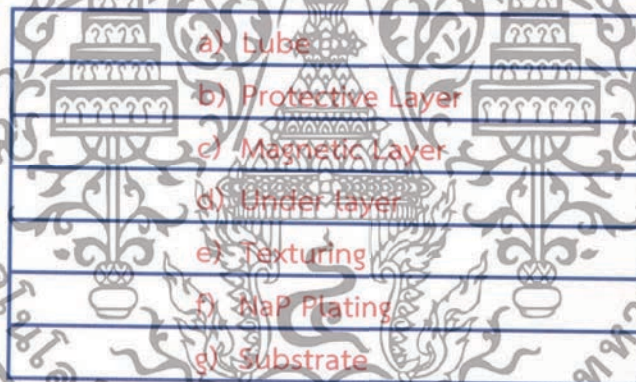 a) Lube
b) Protective Layer
c) Magnetic Layer
d) Under layer
e) Texturing
f) NaP Plating
g) Substrate